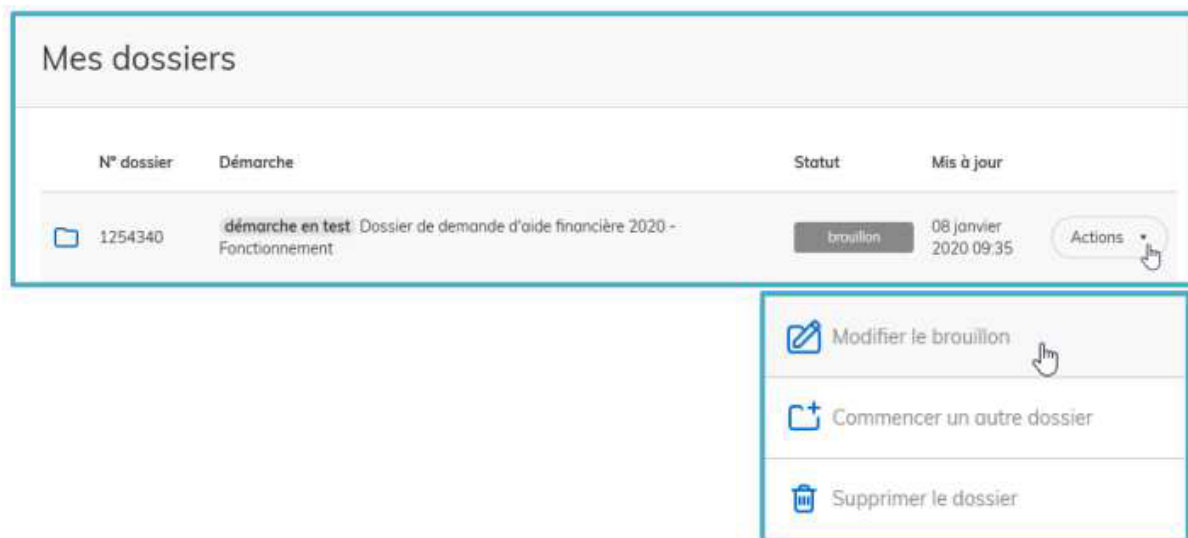 Mes dossiers
N° dossier Démarche Statut Mis à jour
1254340 démarche en test Dossier de demande d'aide financière 2020 - brouillon 08 janvier Actions
Fonctionnement 2020 09:35
Modifier le brouillon
Commencer un autre dossier
Supprimer le dossier